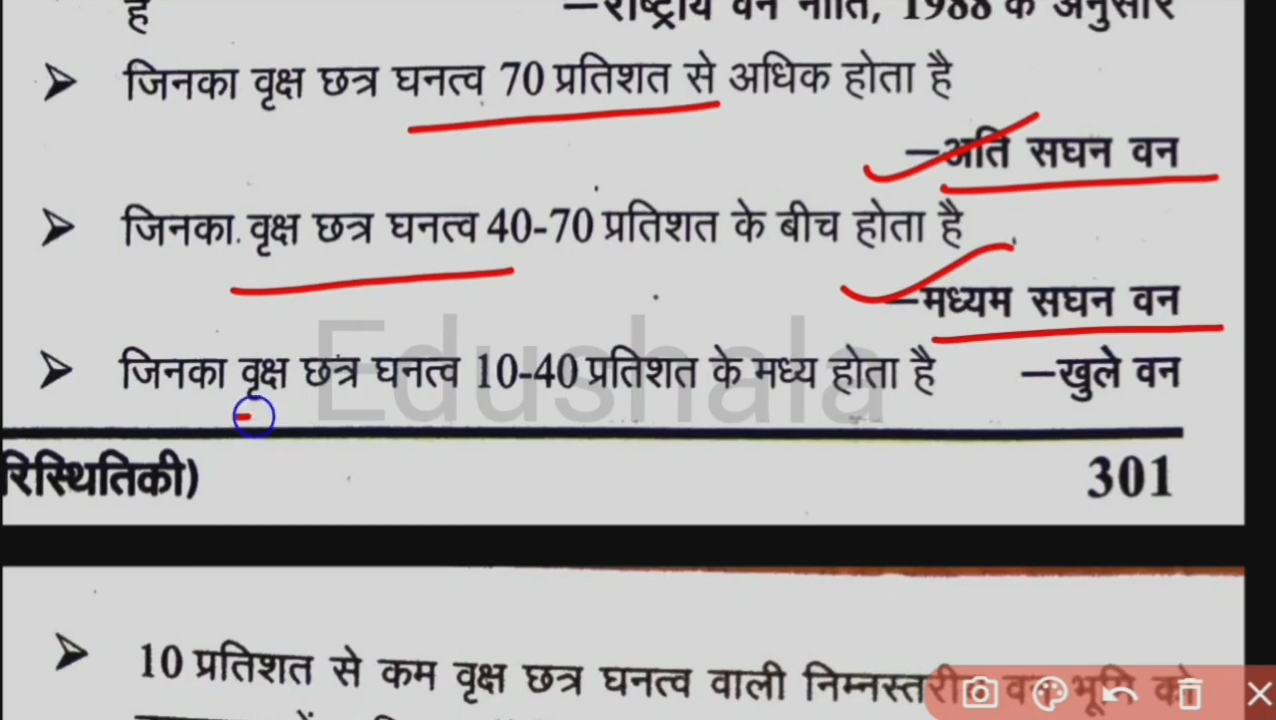 है —राष्ट्रीय वन नीति, 1988 के अनुसार
➤ जिनका वृक्ष छत्र घनत्व 70 प्रतिशत से अधिक होता है
—अति सघन वन
➤ जिनका वृक्ष छत्र घनत्व 40-70 प्रतिशत के बीच होता है
—मध्यम सघन वन
➤ जिनका वृक्ष छत्र घनत्व 10-40 प्रतिशत के मध्य होता है —खुले वन
Edushala
रिस्थितिकी) 301
➤ 10 प्रतिशत से कम वृक्ष छत्र घनत्व वाली निम्नस्तरीय वन भूमि को